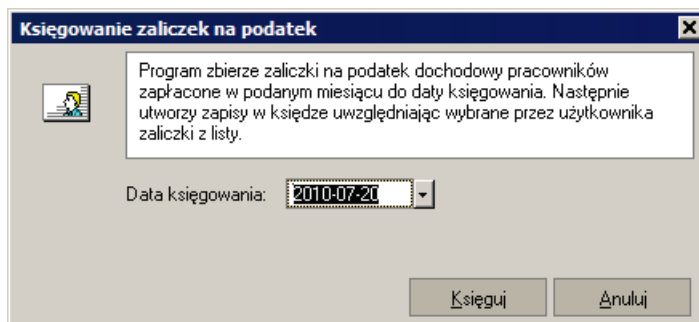 Księgowanie zaliczek na podatek
Program zbierze zaliczki na podatek dochodowy pracowników
zapłacone w podanym miesiącu do daty księgowania. Następnie
utworzy zapisy w księdze uwzględniając wybrane przez użytkownika
zaliczki z listy.
Data księgowania: 2010-07-20
Księguj Anuluj